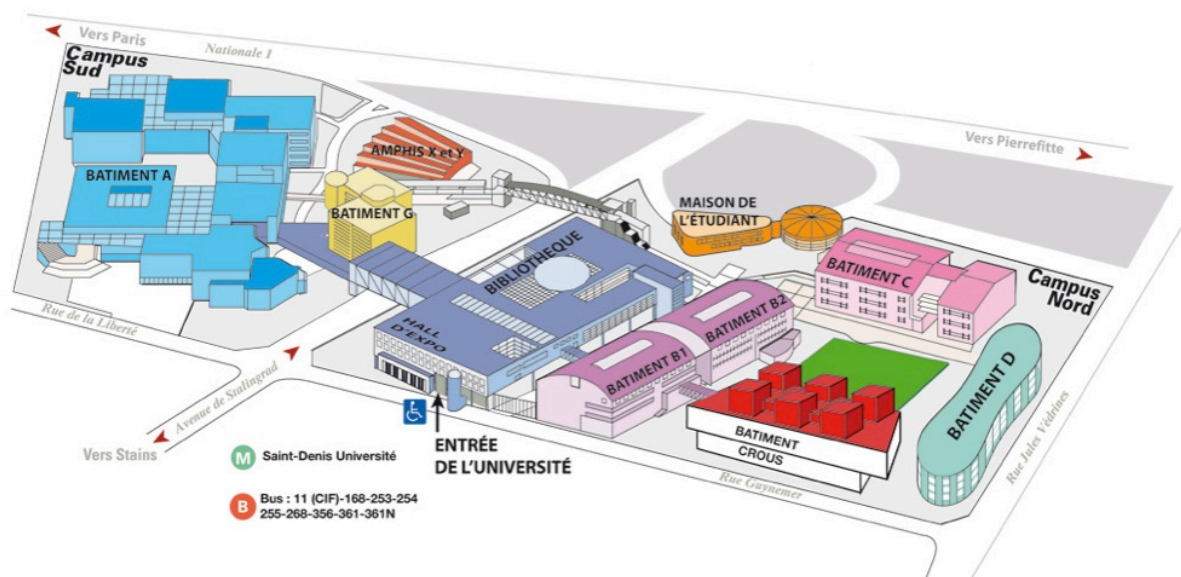 Vers Paris
Nationale 1
Campus
Sud
Vers Pierrefitte
AMPHIS X et Y
BATIMENT A
MAISON DE
L'ÉTUDIANT
BATIMENT G
BIBLIOTHEQUE
BATIMENT C
Campus
Nord
Rue de la Liberté
HALL
D'EXPO
BATIMENT B2
BATIMENT B1
BATIMENT D
Avenue de Stalingrad
Rue Jules Védrines
BATIMENT
CROUS
ENTRÉE
DE L'UNIVERSITÉ
Vers Stains
M Saint-Denis Université
Rue Guynemer
B Bus : 11 (CIF)-168-253-254
255-268-356-361-361N